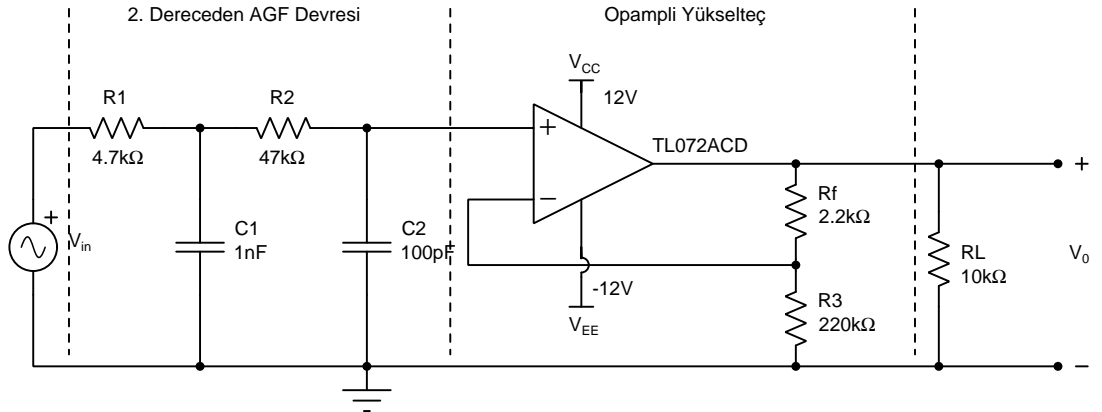 2. Dereceden AGF Devresi
Opampli Yükselteç
V_CC
12V
R1
4.7kΩ
R2
47kΩ
TL072ACD
Rf
2.2kΩ
C1
1nF
C2
100pF
V_in
RL
10kΩ
V_0
-12V
V_EE
R3
220kΩ